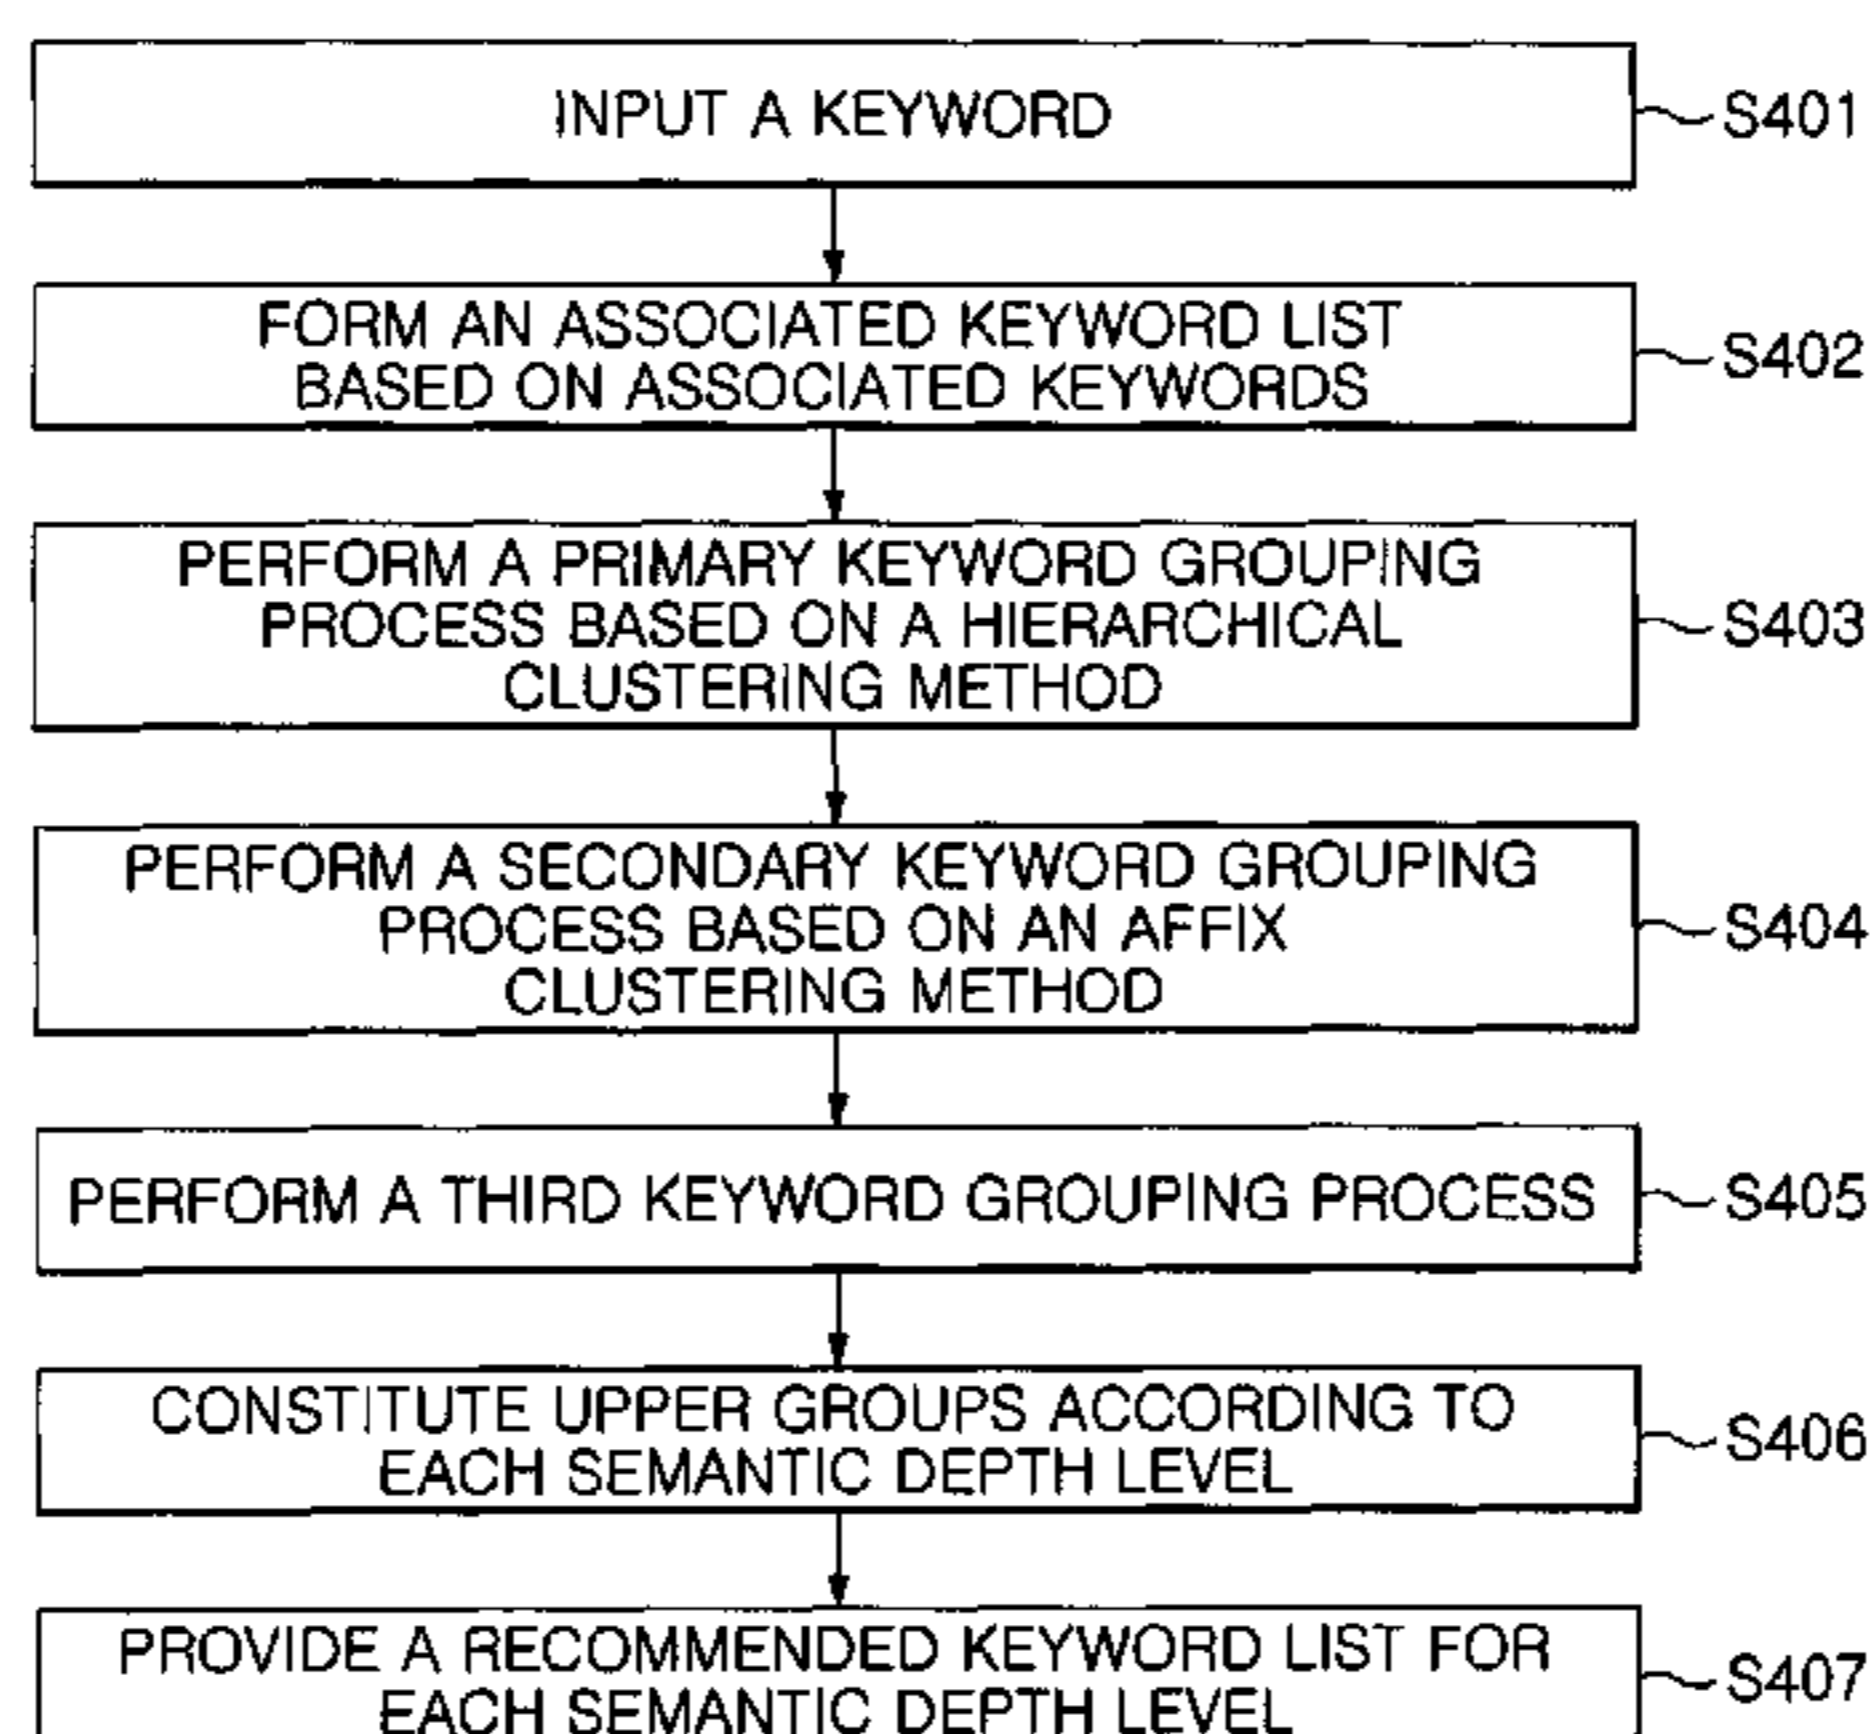 INPUT A KEYWORD
S401
FORM AN ASSOCIATED KEYWORD LIST
BASED ON ASSOCIATED KEYWORDS
S402
PERFORM A PRIMARY KEYWORD GROUPING
PROCESS BASED ON A HIERARCHICAL
CLUSTERING METHOD
S403
PERFORM A SECONDARY KEYWORD GROUPING
PROCESS BASED ON AN AFFIX
CLUSTERING METHOD
S404
PERFORM A THIRD KEYWORD GROUPING PROCESS
S405
CONSTITUTE UPPER GROUPS ACCORDING TO
EACH SEMANTIC DEPTH LEVEL
S406
PROVIDE A RECOMMENDED KEYWORD LIST FOR
EACH SEMANTIC DEPTH LEVEL
S407